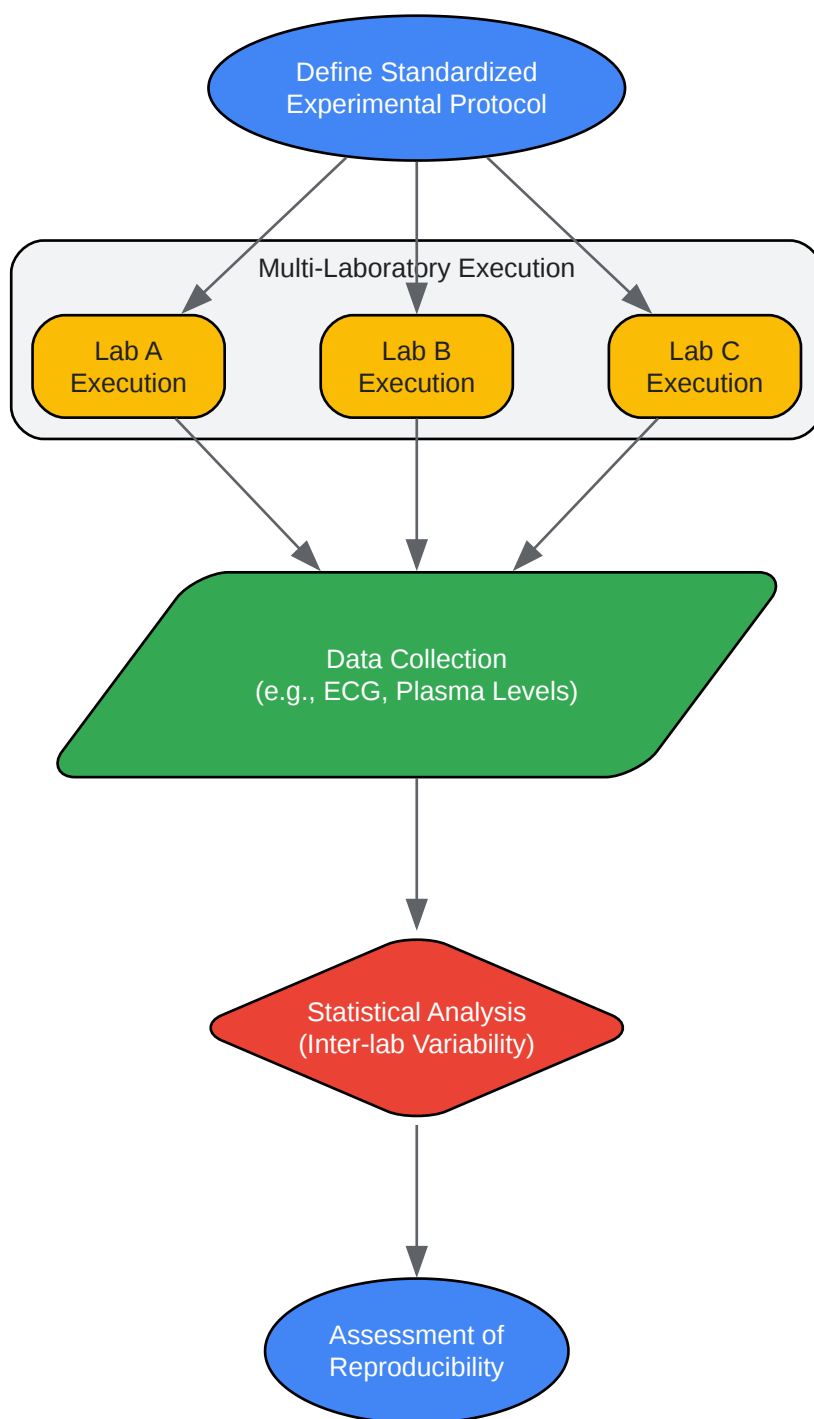 Define Standardized
Experimental Protocol
Multi-Laboratory Execution
Lab A
Execution
Lab B
Execution
Lab C
Execution
Data Collection
(e.g., ECG, Plasma Levels)
Statistical Analysis
(Inter-lab Variability)
Assessment of
Reproducibility